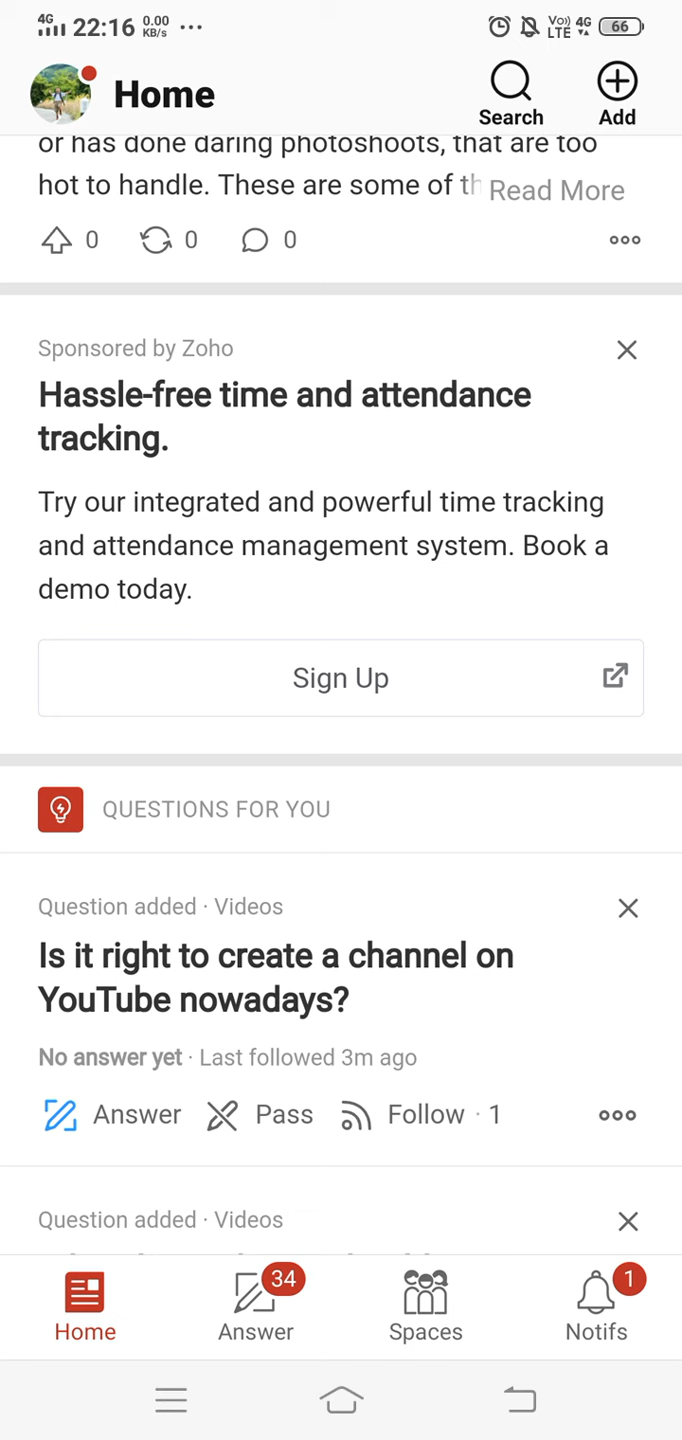 4G 22:16 0.00 KB/s ... Vo)) LTE 4G 66
Home
Search
Add
or has done daring photoshoots, that are too
hot to handle. These are some of th Read More
0 0 0
Sponsored by Zoho
Hassle-free time and attendance
tracking.
Try our integrated and powerful time tracking
and attendance management system. Book a
demo today.
Sign Up
QUESTIONS FOR YOU
Question added · Videos
Is it right to create a channel on
YouTube nowadays?
No answer yet · Last followed 3m ago
Answer Pass Follow · 1
Question added · Videos
34 1
Home Answer Spaces Notifs